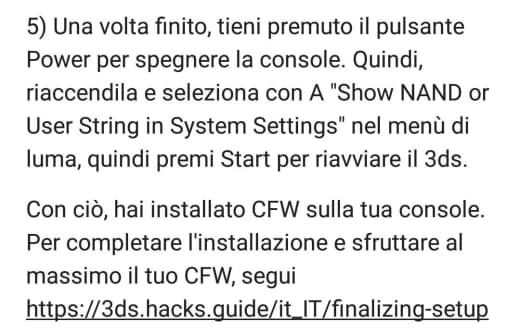 5) Una volta finito, tieni premuto il pulsante
Power per spegnere la console. Quindi,
riaccendila e seleziona con A "Show NAND or
User String in System Settings" nel menù di
luma, quindi premi Start per riavviare il 3ds.
Con ciò, hai installato CFW sulla tua console.
Per completare l'installazione e sfruttare al
massimo il tuo CFW, segui
https://3ds.hacks.guide/it_IT/finalizing-setup